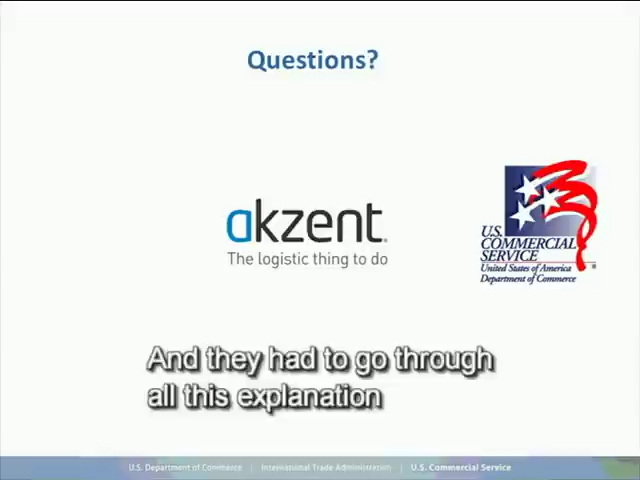 Questions?
akzent
The logistic thing to do
U.S.
COMMERCIAL
SERVICE
United States of America
Department of Commerce
And they had to go through
all this explanation
U.S. Department of Commerce | International Trade Administration | U.S. Commercial Service